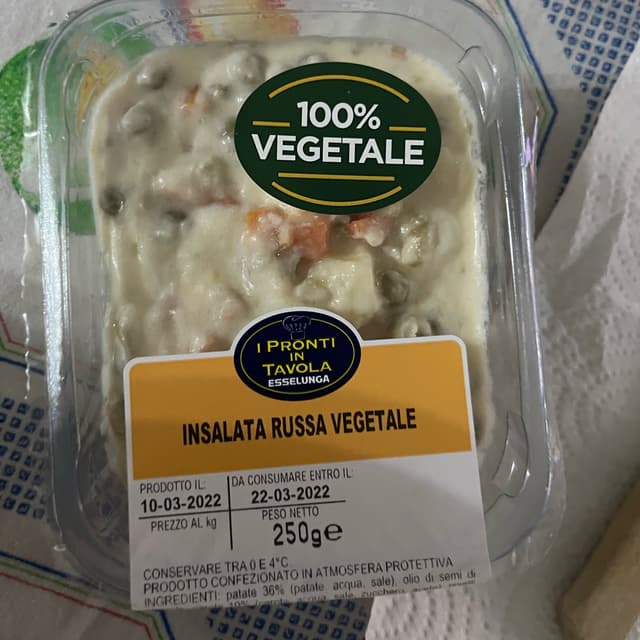 100%
VEGETALE
I PRONTI
IN
TAVOLA
ESSELUNGA
INSALATA RUSSA VEGETALE
PRODOTTO IL: DA CONSUMARE ENTRO IL:
10-03-2022 22-03-2022
PREZZO AL kg PESO NETTO
250g℮
CONSERVARE TRA 0 E 4°C
PRODOTTO CONFEZIONATO IN ATMOSFERA PROTETTIVA
INGREDIENTI: patate 36% (patate, acqua, sale), olio di semi di